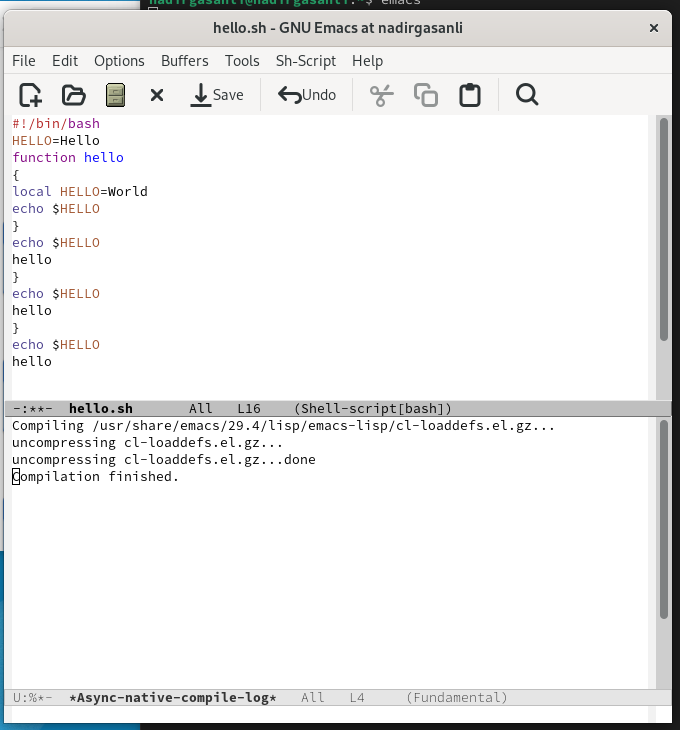 nadirgasanli@nadirgasanli:~$ emacs
hello.sh - GNU Emacs at nadirgasanli
File Edit Options Buffers Tools Sh-Script Help
Save Undo
#!/bin/bash
HELLO=Hello
function hello
{
local HELLO=World
echo $HELLO
}
echo $HELLO
hello
}
echo $HELLO
hello
}
echo $HELLO
hello
-:**- hello.sh All L16 (Shell-script[bash])
Compiling /usr/share/emacs/29.4/lisp/emacs-lisp/cl-loaddefs.el.gz...
uncompressing cl-loaddefs.el.gz...
uncompressing cl-loaddefs.el.gz...done
Compilation finished.
U:%*- *Async-native-compile-log* All L4 (Fundamental)